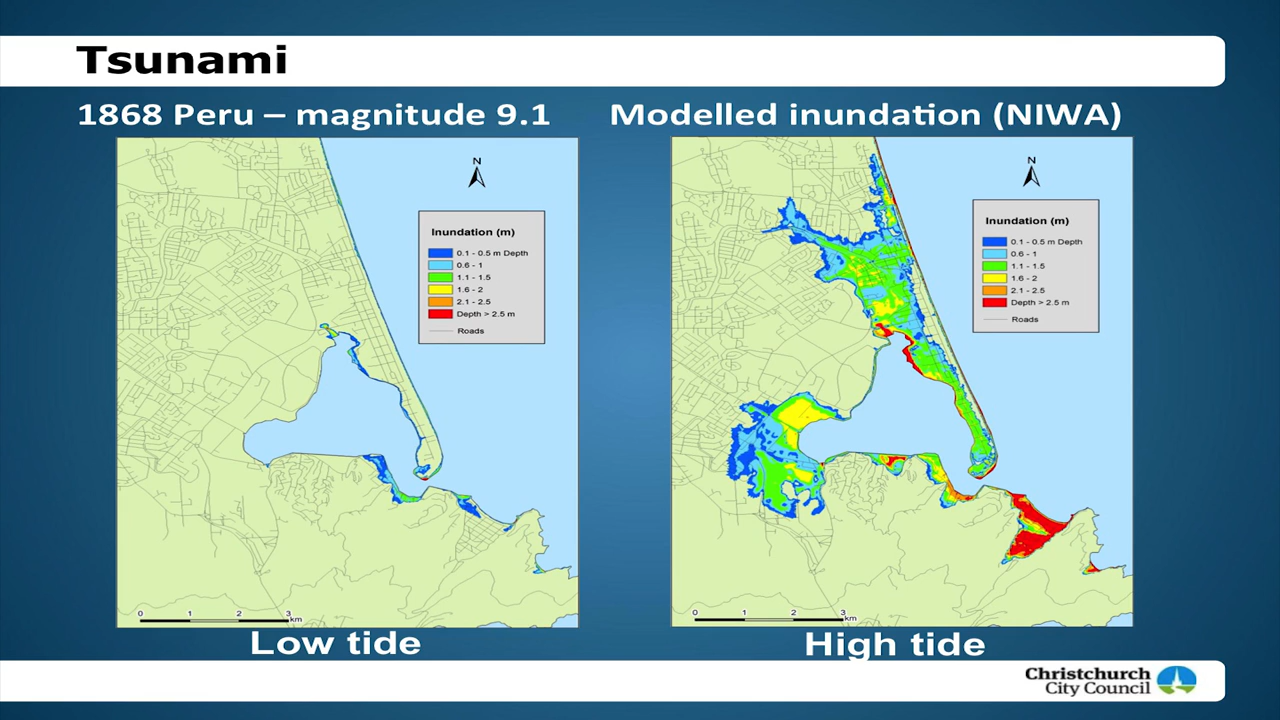 Tsunami
1868 Peru – magnitude 9.1
Modelled inundation (NIWA)
N
Inundation (m)
0.1 - 0.5 m Depth
0.6 - 1
1.1 - 1.5
1.6 - 2
2.1 - 2.5
Depth > 2.5 m
Roads
0 1 2 3
km
Low tide
N
Inundation (m)
0.1 - 0.5 m Depth
0.6 - 1
1.1 - 1.5
1.6 - 2
2.1 - 2.5
Depth > 2.5 m
Roads
0 1 2 3
km
High tide
Christchurch
City Council